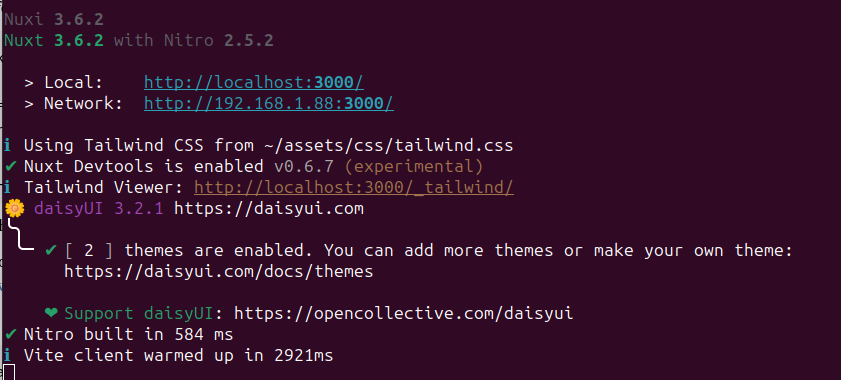 Nuxi 3.6.2
Nuxt 3.6.2 with Nitro 2.5.2
> Local: http://localhost:3000/
> Network: http://192.168.1.88:3000/
ℹ Using Tailwind CSS from ~/assets/css/tailwind.css
✔ Nuxt Devtools is enabled v0.6.7 (experimental)
ℹ Tailwind Viewer: http://localhost:3000/_tailwind/
🌼 daisyUI 3.2.1 https://daisyui.com
✔ [ 2 ] themes are enabled. You can add more themes or make your own theme:
https://daisyui.com/docs/themes
❤ Support daisyUI: https://opencollective.com/daisyui
✔ Nitro built in 584 ms
ℹ Vite client warmed up in 2921ms